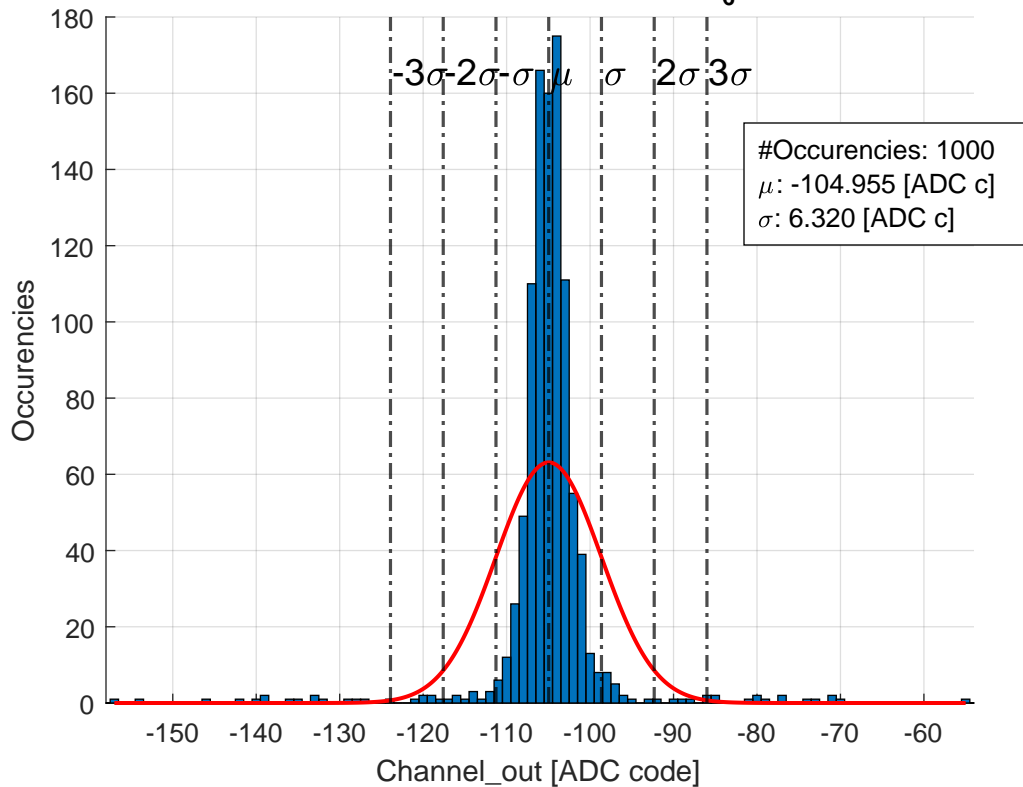 180
160
140
120
100
80
60
40
20
0
Occurencies
-3σ -2σ -σ μ σ 2σ 3σ
#Occurencies: 1000
μ: -104.955 [ADC c]
σ: 6.320 [ADC c]
-150 -140 -130 -120 -110 -100 -90 -80 -70 -60
Channel_out [ADC code]